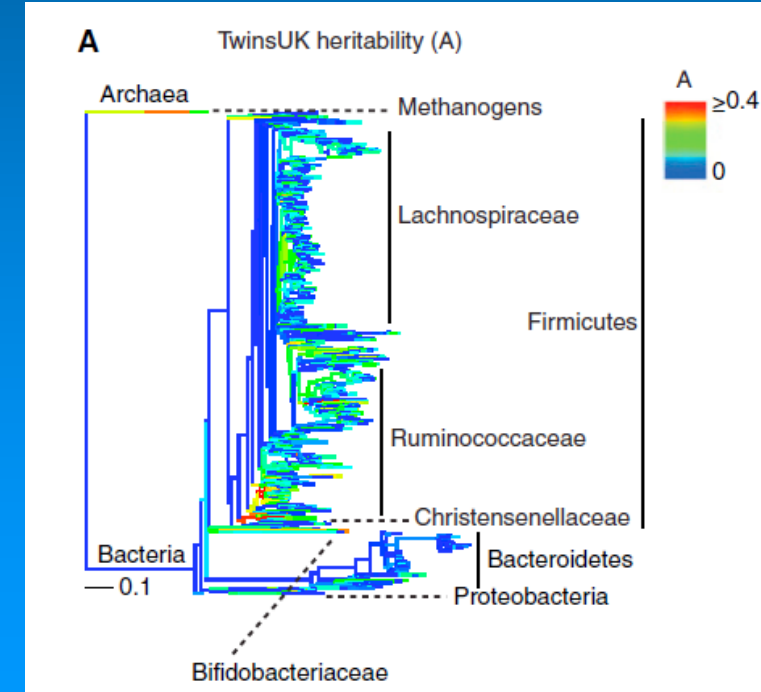 A
TwinsUK heritability (A)
A
≥0.4
0
Archaea
Methanogens
Lachnospiraceae
Firmicutes
Ruminococcaceae
Christensenellaceae
Bacteria
Bacteroidetes
0.1
Proteobacteria
Bifidobacteriaceae